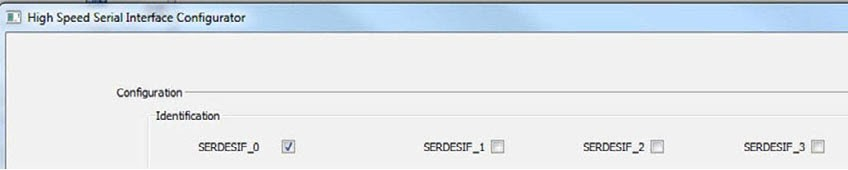 High Speed Serial Interface Configurator
Configuration
Identification
SERDESIF_0 SERDESIF_1 SERDESIF_2 SERDESIF_3